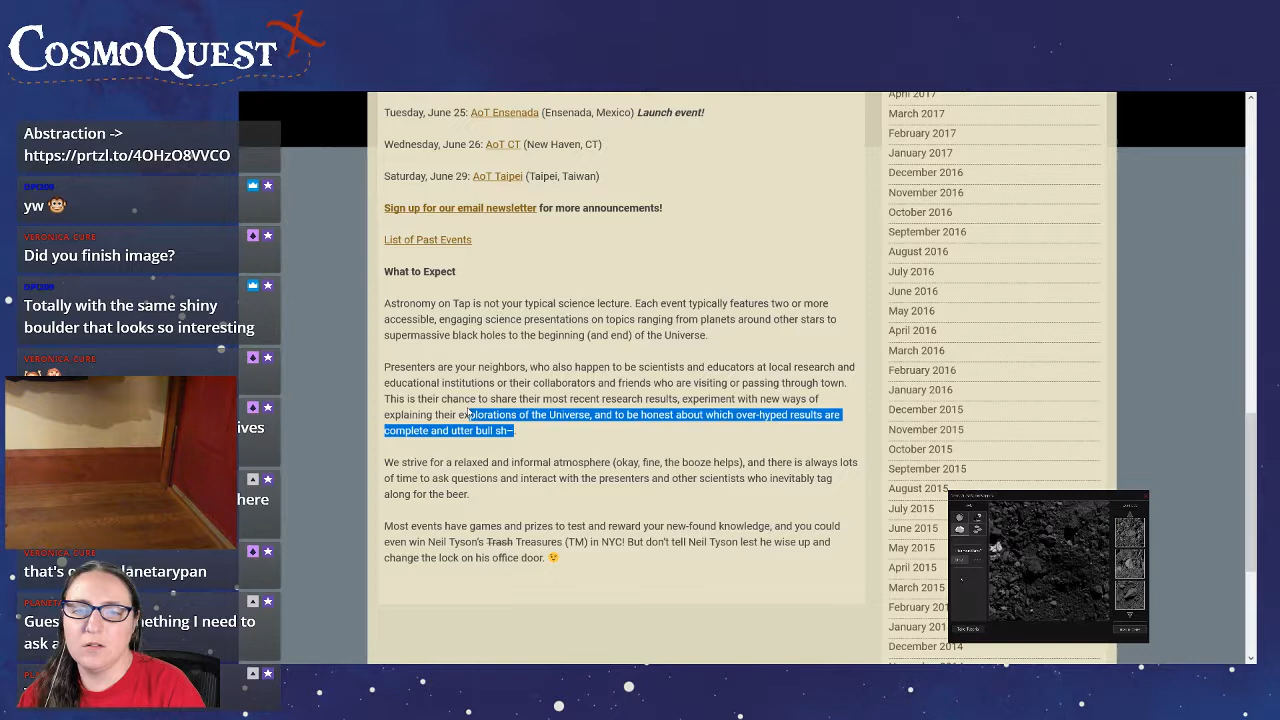 COSMOQUEST X
Abstraction ->
https://prtzl.to/4OHzO8VVCO
yw 🐵
VERONICA CURE
Did you finish image?
Totally with the same shiny
boulder that looks so interesting
VERONICA CURE
ives
here
VERONICA CURE
that's planetarypan
Gues mething I need to
ask a
Tuesday, June 25: AoT Ensenada (Ensenada, Mexico) Launch event!
Wednesday, June 26: AoT CT (New Haven, CT)
Saturday, June 29: AoT Taipei (Taipei, Taiwan)
Sign up for our email newsletter for more announcements!
List of Past Events
What to Expect
Astronomy on Tap is not your typical science lecture. Each event typically features two or more
accessible, engaging science presentations on topics ranging from planets around other stars to
supermassive black holes to the beginning (and end) of the Universe.
Presenters are your neighbors, who also happen to be scientists and educators at local research and
educational institutions or their collaborators and friends who are visiting or passing through town.
This is their chance to share their most recent research results, experiment with new ways of
explaining their explorations of the Universe, and to be honest about which over-hyped results are
complete and utter bull sh–
We strive for a relaxed and informal atmosphere (okay, fine, the booze helps), and there is always lots
of time to ask questions and interact with the presenters and other scientists who inevitably tag
along for the beer.
Most events have games and prizes to test and reward your new-found knowledge, and you could
even win Neil Tyson's Trash Treasures (TM) in NYC! But don't tell Neil Tyson lest he wise up and
change the lock on his office door. 😉
April 2017
March 2017
February 2017
January 2017
December 2016
November 2016
October 2016
September 2016
August 2016
July 2016
June 2016
May 2016
April 2016
March 2016
February 2016
January 2016
December 2015
November 2015
October 2015
September 2015
August 2015
July 2015
June 2015
May 2015
April 2015
March 2015
February 201
January 201
December 2014